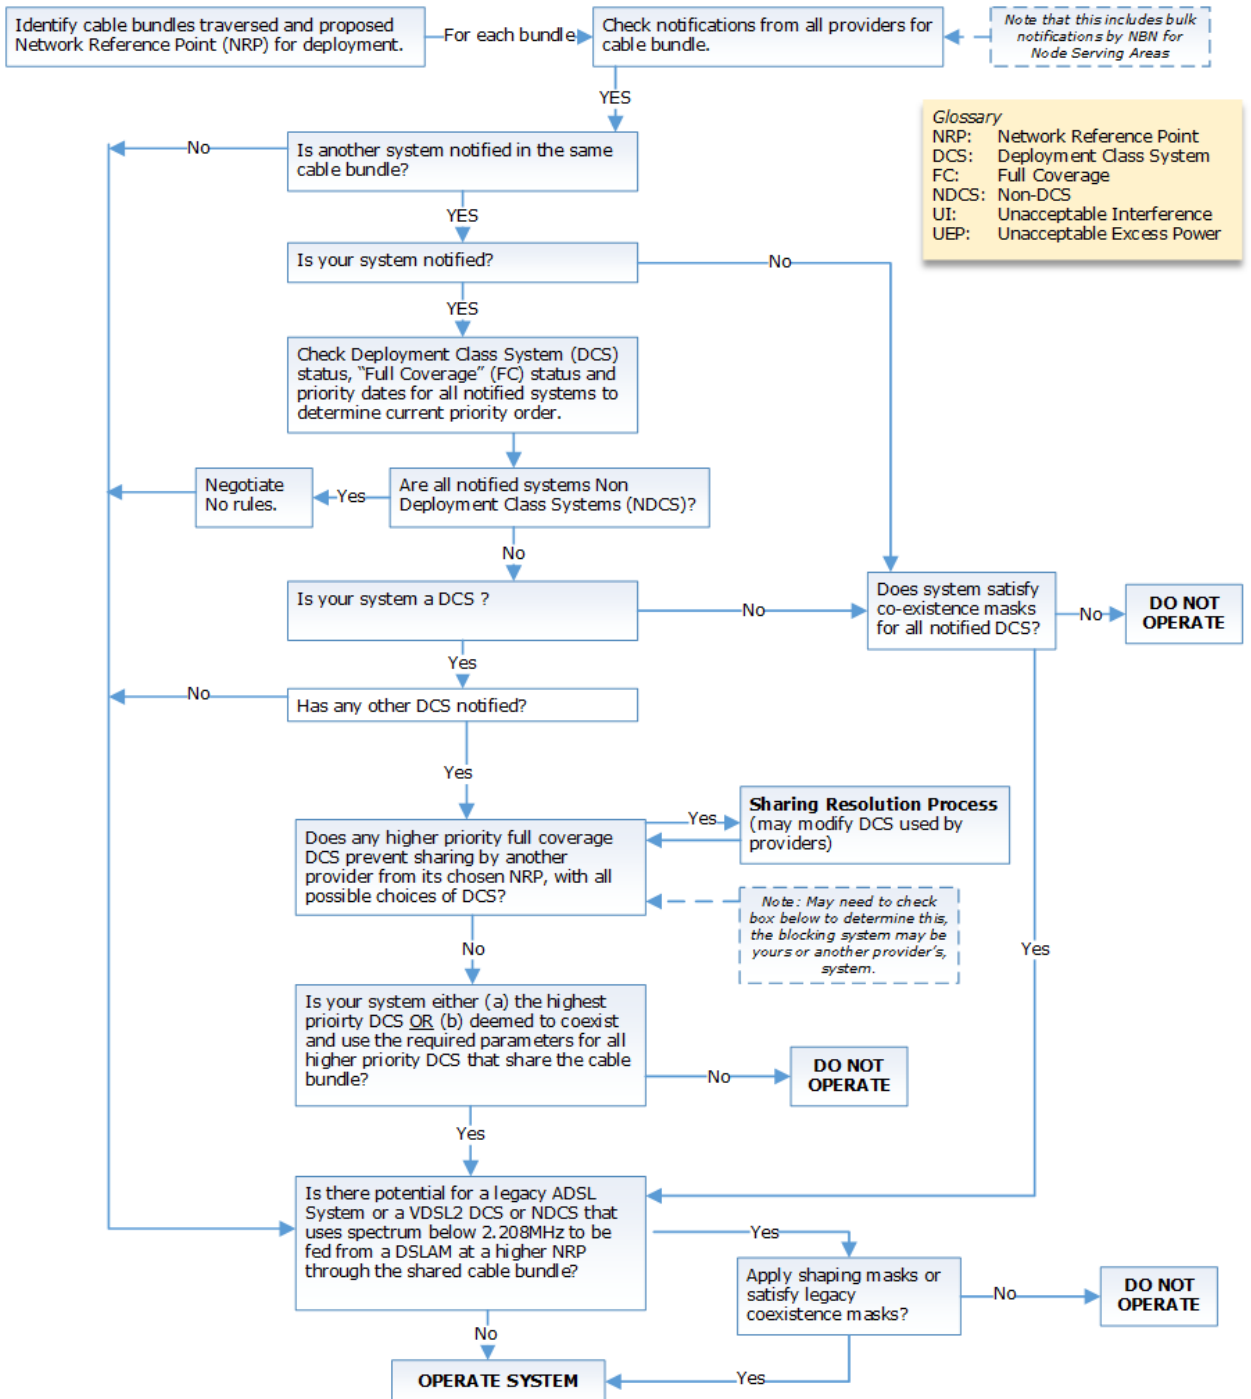 Identify cable bundles traversed and proposed
Network Reference Point (NRP) for deployment.
For each bundle
Check notifications from all providers for
cable bundle.
Note that this includes bulk
notifications by NBN for
Node Serving Areas
YES
Glossary
NRP: Network Reference Point
DCS: Deployment Class System
FC: Full Coverage
NDCS: Non-DCS
UI: Unacceptable Interference
UEP: Unacceptable Excess Power
No
Is another system notified in the same
cable bundle?
YES
Is your system notified?
No
YES
Check Deployment Class System (DCS)
status, “Full Coverage” (FC) status and
priority dates for all notified systems to
determine current priority order.
Negotiate
No rules.
Yes
Are all notified systems Non
Deployment Class Systems (NDCS)?
No
Is your system a DCS ?
No
Does system satisfy
co-existence masks
for all notified DCS?
No
DO NOT
OPERATE
Yes
No
Has any other DCS notified?
Yes
Does any higher priority full coverage
DCS prevent sharing by another
provider from its chosen NRP, with all
possible choices of DCS?
Yes
Sharing Resolution Process
(may modify DCS used by
providers)
Note: May need to check
box below to determine this,
the blocking system may be
yours or another provider's,
system.
No
Yes
Is your system either (a) the highest
prioirty DCS OR (b) deemed to coexist
and use the required parameters for all
higher priority DCS that share the cable
bundle?
No
DO NOT
OPERATE
Yes
Is there potential for a legacy ADSL
System or a VDSL2 DCS or NDCS that
uses spectrum below 2.208MHz to be
fed from a DSLAM at a higher NRP
through the shared cable bundle?
Yes
Apply shaping masks or
satisfy legacy
coexistence masks?
No
DO NOT
OPERATE
No
Yes
OPERATE SYSTEM